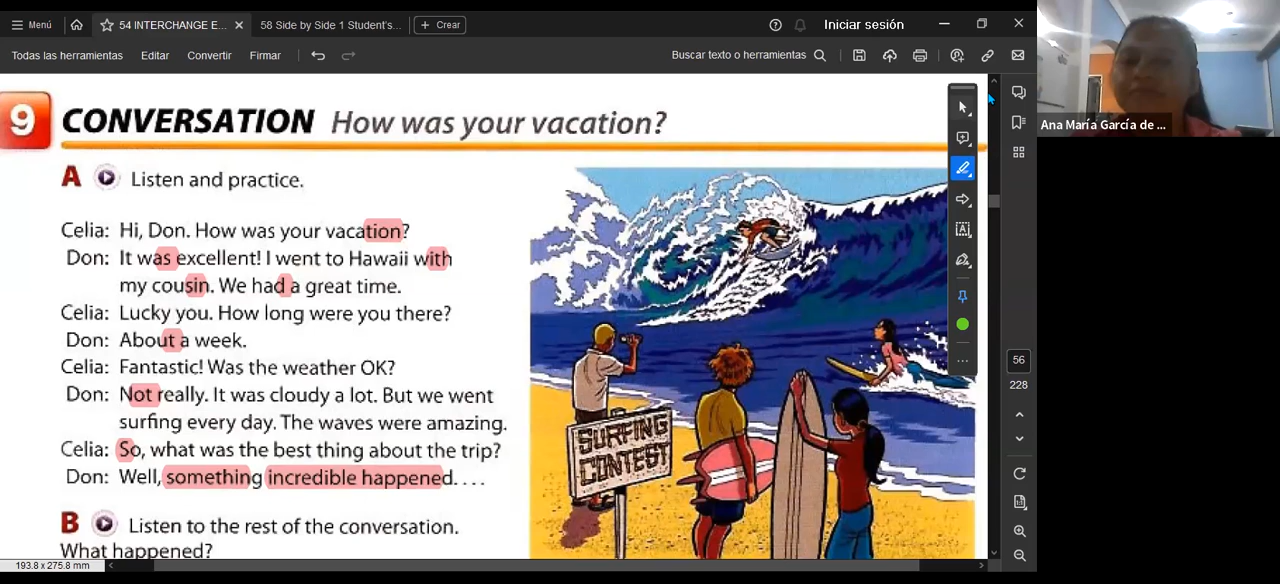 Menú
54 INTERCHANGE E...
58 Side by Side 1 Student's...
Crear
Iniciar sesión
Todas las herramientas
Editar
Convertir
Firmar
Buscar texto o herramientas
Ana María García de ...
9 CONVERSATION How was your vacation?
A Listen and practice.
Celia: Hi, Don. How was your vacation?
Don: It was excellent! I went to Hawaii with
my cousin. We had a great time.
Celia: Lucky you. How long were you there?
Don: About a week.
Celia: Fantastic! Was the weather OK?
Don: Not really. It was cloudy a lot. But we went
surfing every day. The waves were amazing.
Celia: So, what was the best thing about the trip?
Don: Well, something incredible happened. . . .
B Listen to the rest of the conversation.
What happened?
SURFING
CONTEST
56
228
193.8 x 275.8 mm